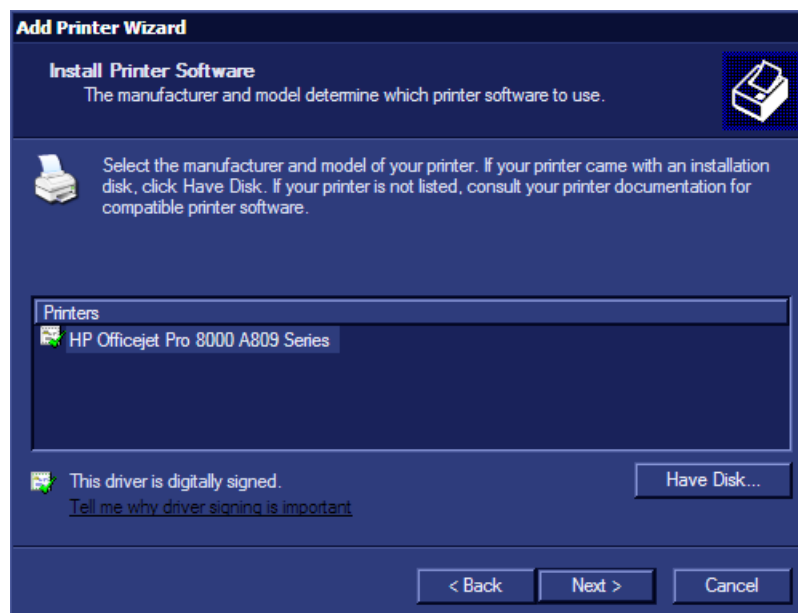 Add Printer Wizard
Install Printer Software
The manufacturer and model determine which printer software to use.
Select the manufacturer and model of your printer. If your printer came with an installation
disk, click Have Disk. If your printer is not listed, consult your printer documentation for
compatible printer software.
Printers
HP Officejet Pro 8000 A809 Series
This driver is digitally signed.
Have Disk...
Tell me why driver signing is important
< Back
Next >
Cancel